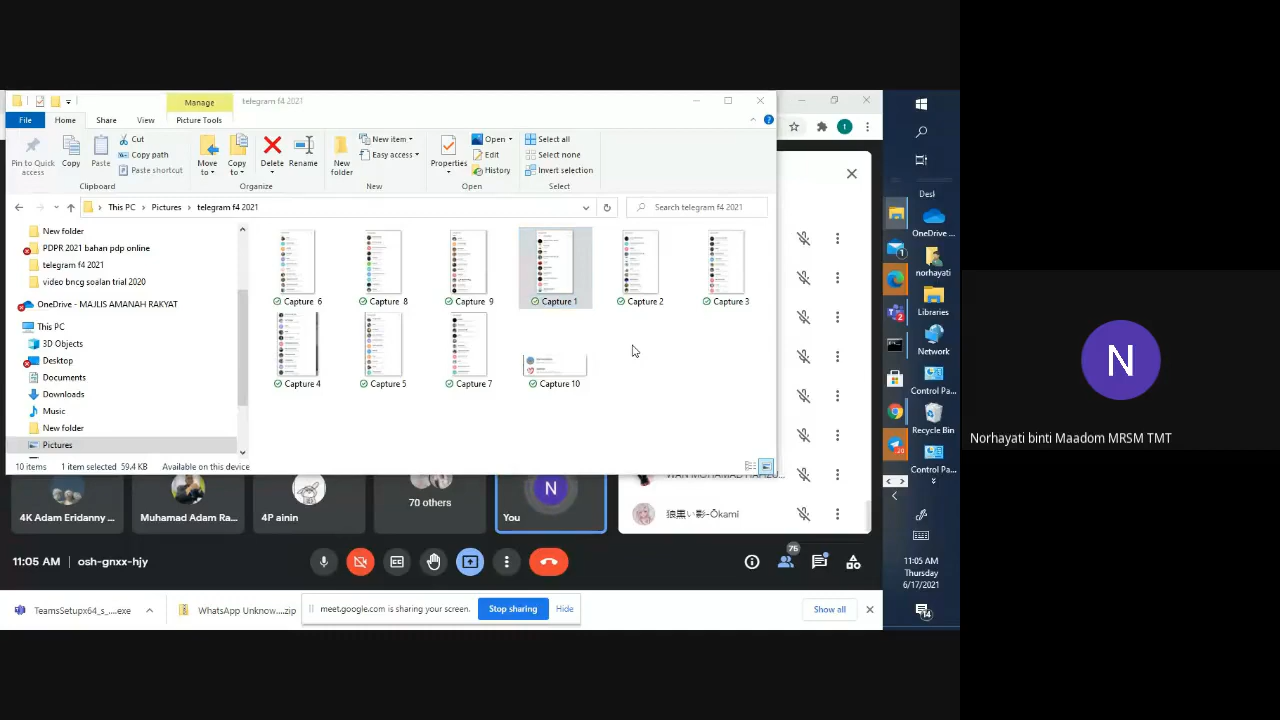 Manage
telegram f4 2021
File
Home
Share
View
Picture Tools
Pin to Quick access
Copy
Paste
Cut
Copy path
Paste shortcut
Clipboard
Move to
Copy to
Delete
Rename
Organize
New folder
New item
Easy access
New
Properties
Open
Edit
History
Open
Select all
Select none
Invert selection
Select
This PC
Pictures
telegram f4 2021
Search telegram f4 2021
New folder
PDPR 2021 bahan pdp online
telegram f4 2021
video bncg soalan trial 2020
OneDrive - MAJLIS AMANAH RAKYAT
This PC
3D Objects
Desktop
Documents
Downloads
Music
New folder
Pictures
Capture 6
Capture 8
Capture 9
Capture 1
Capture 2
Capture 3
Capture 4
Capture 5
Capture 7
Capture 10
10 items
1 item selected 59.4 KB
Available on this device
t
4K Adam Eridanny ...
Muhamad Adam Ra...
4P ainin
70 others
N
You
狼黒い影-Ōkami
11:05 AM | osh-gnxx-hjy
75
TeamsSetupx64_s_....exe
WhatsApp Unknow....zip
meet.google.com is sharing your screen.
Stop sharing
Hide
Show all
Desk
OneDrive ...
norhayati
Libraries
Network
Control Pa...
Recycle Bin
Control Pa...
11:05 AM
Thursday
6/17/2021
14
N
Norhayati binti Maadom MRSM TMT